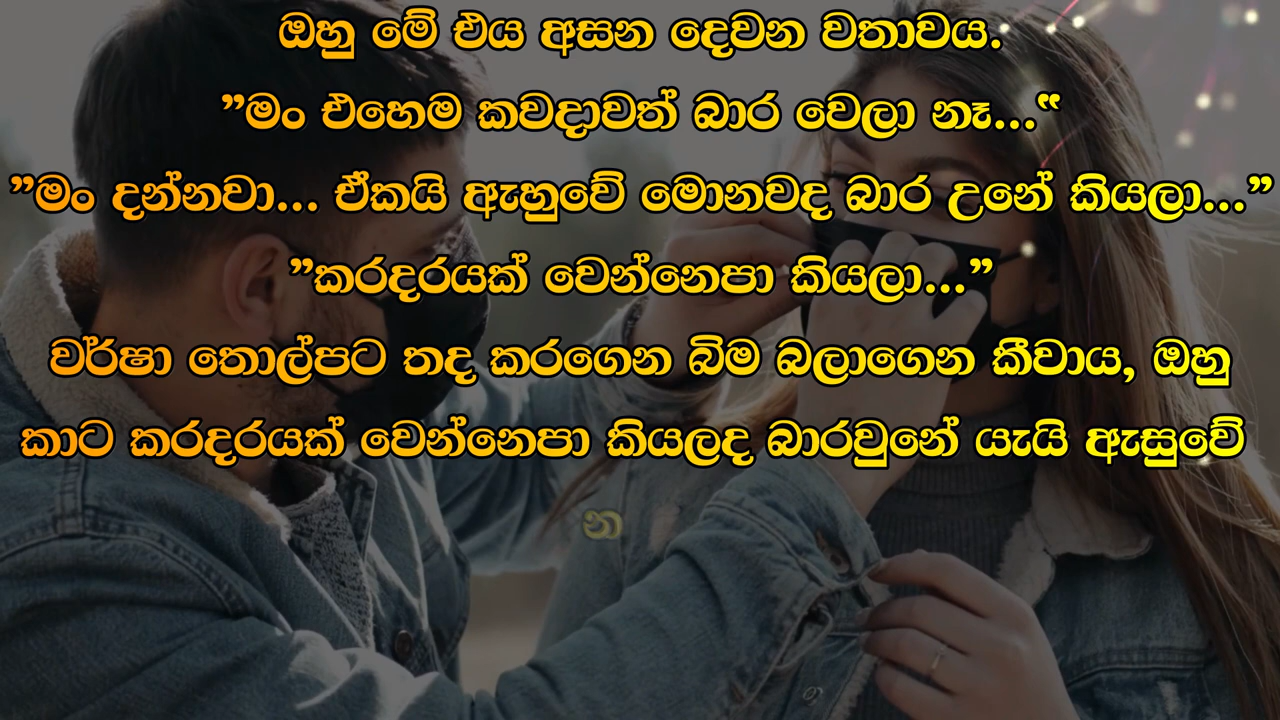 ඔහු මේ එය අසන දෙවන වතාවය.
”මං එහෙම කවදාවත් බාර වෙලා නෑ...“
”මං දන්නවා... ඒකයි ඇහුවේ මොනවද බාර උනේ කියලා...”
”කරදරයක් වෙන්නෙපා කියලා...”
වර්ෂා තොල්පට තද කරගෙන බිම බලාගෙන කීවාය, ඔහු
කාට කරදරයක් වෙන්නෙපා කියලද බාරවුනේ යැයි ඇසුවේ
න